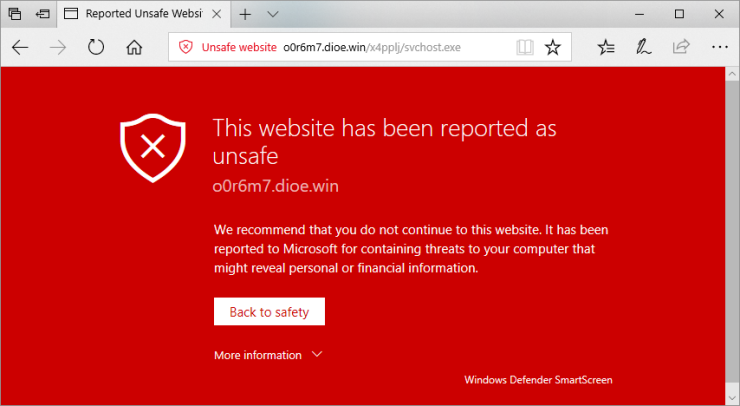 Reported Unsafe Websi
Unsafe website o0r6m7.dioe.win/x4pplj/svchost.exe
This website has been reported as
unsafe
o0r6m7.dioe.win
We recommend that you do not continue to this website. It has been
reported to Microsoft for containing threats to your computer that
might reveal personal or financial information.
Back to safety
More information
Windows Defender SmartScreen